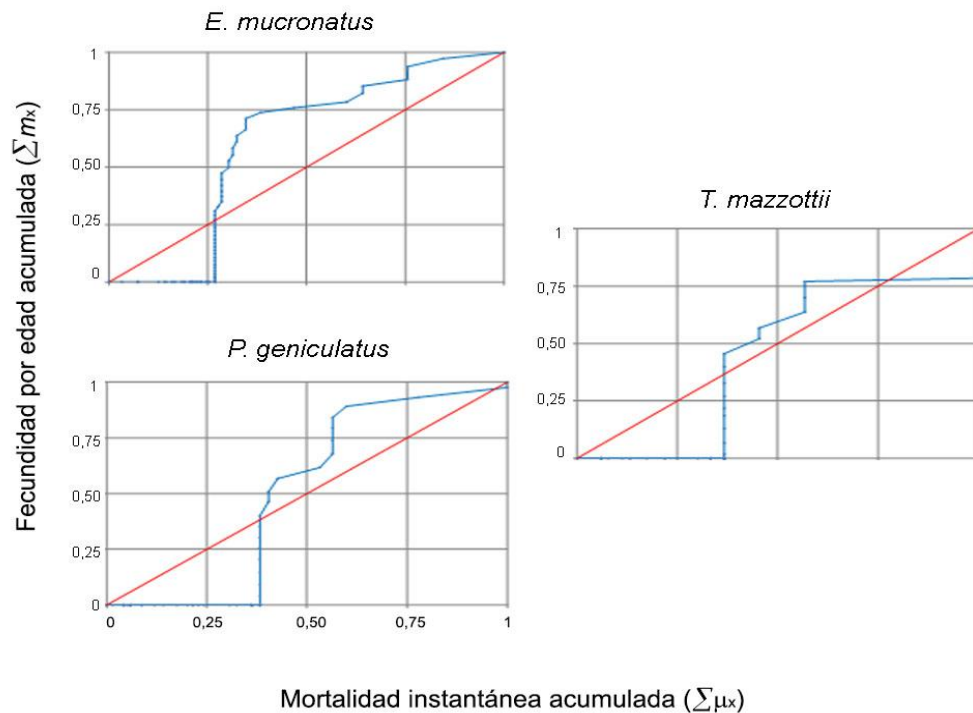 E. mucronatus
1
0,75
0,50
0,25
0
T. mazzottii
1
0,75
0,50
0,25
0
P. geniculatus
1
0,75
0,50
0,25
0
0 0,25 0,50 0,75 1
Fecundidad por edad acumulada (∑mx)
Mortalidad instantánea acumulada (∑μx)